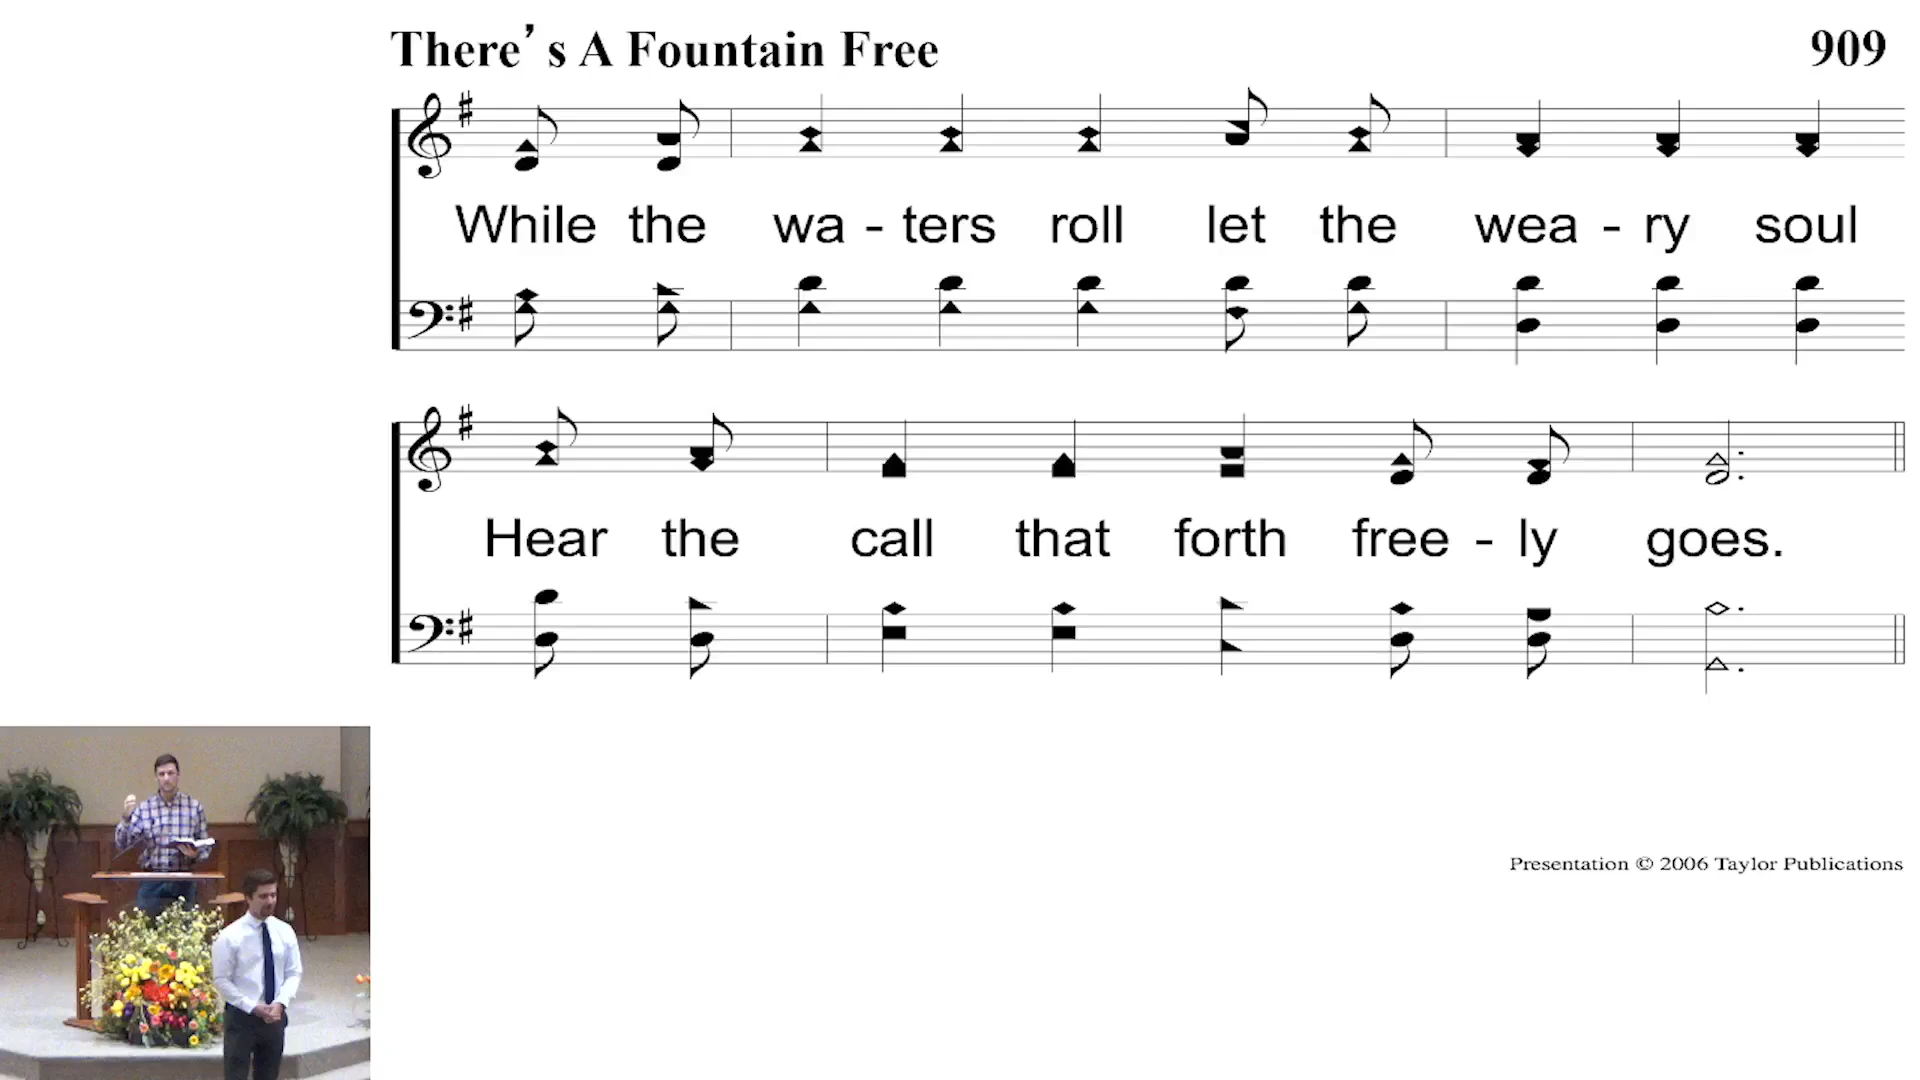 There’s A Fountain Free 909
While the wa - ters roll let the wea - ry soul
Hear the call that forth free - ly goes.
Presentation © 2006 Taylor Publications